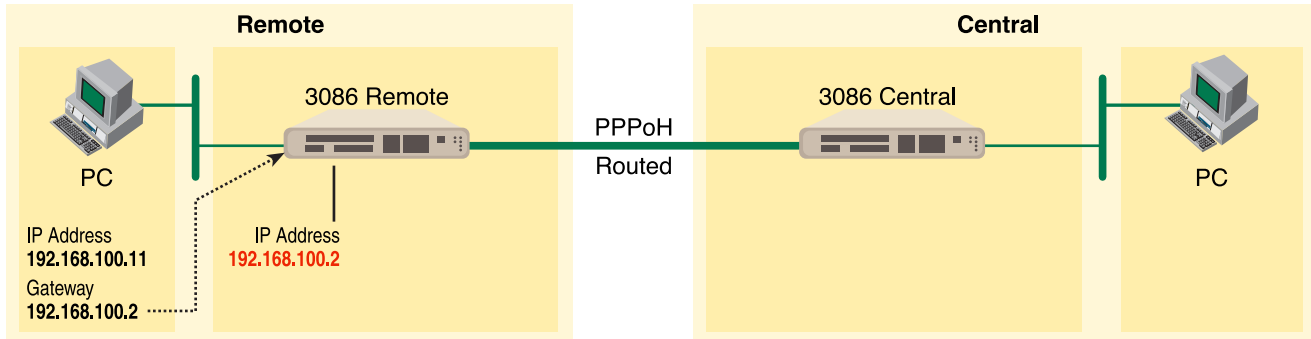 Remote
Central
3086 Remote
3086 Central
PPPoH
Routed
PC
PC
IP Address
192.168.100.11
Gateway
192.168.100.2
IP Address
192.168.100.2